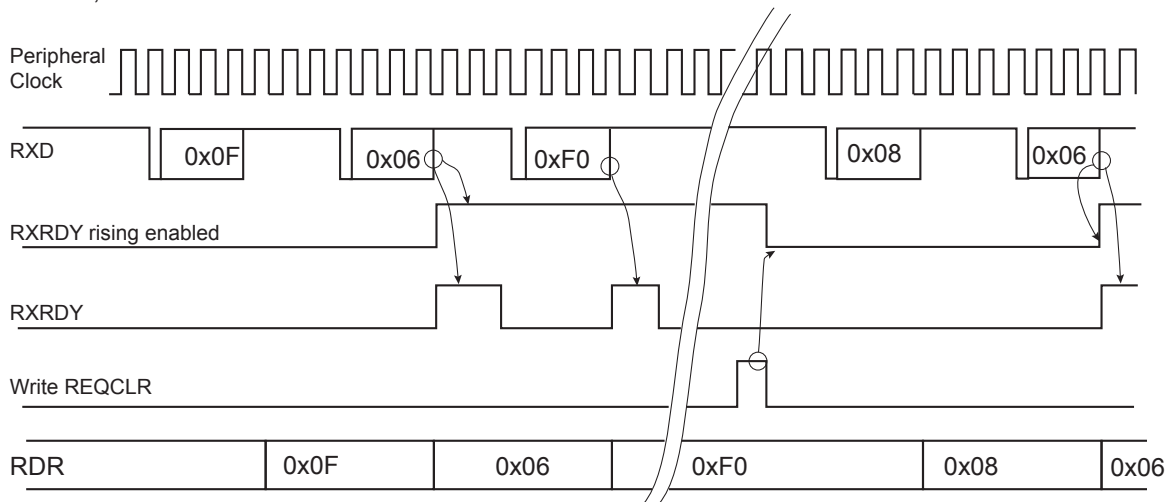 Peripheral
Clock
RXD
0x0F
0x06
0xF0
0x08
0x06
RXRDY rising enabled
RXRDY
Write REQCLR
RDR
0x0F
0x06
0xF0
0x08
0x06